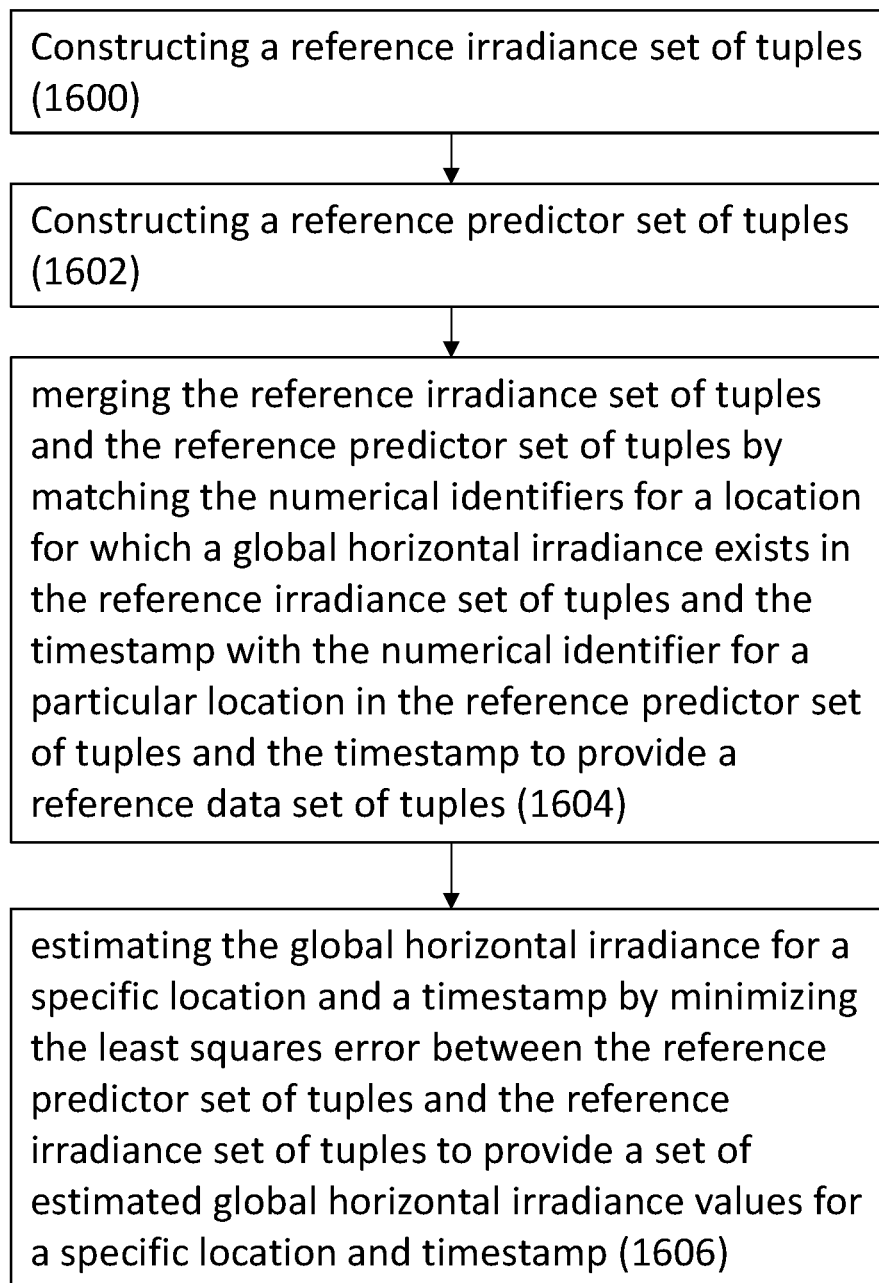 Constructing a reference irradiance set of tuples
(1600)
Constructing a reference predictor set of tuples
(1602)
merging the reference irradiance set of tuples
and the reference predictor set of tuples by
matching the numerical identifiers for a location
for which a global horizontal irradiance exists in
the reference irradiance set of tuples and the
timestamp with the numerical identifier for a
particular location in the reference predictor set
of tuples and the timestamp to provide a
reference data set of tuples (1604)
estimating the global horizontal irradiance for a
specific location and a timestamp by minimizing
the least squares error between the reference
predictor set of tuples and the reference
irradiance set of tuples to provide a set of
estimated global horizontal irradiance values for
a specific location and timestamp (1606)